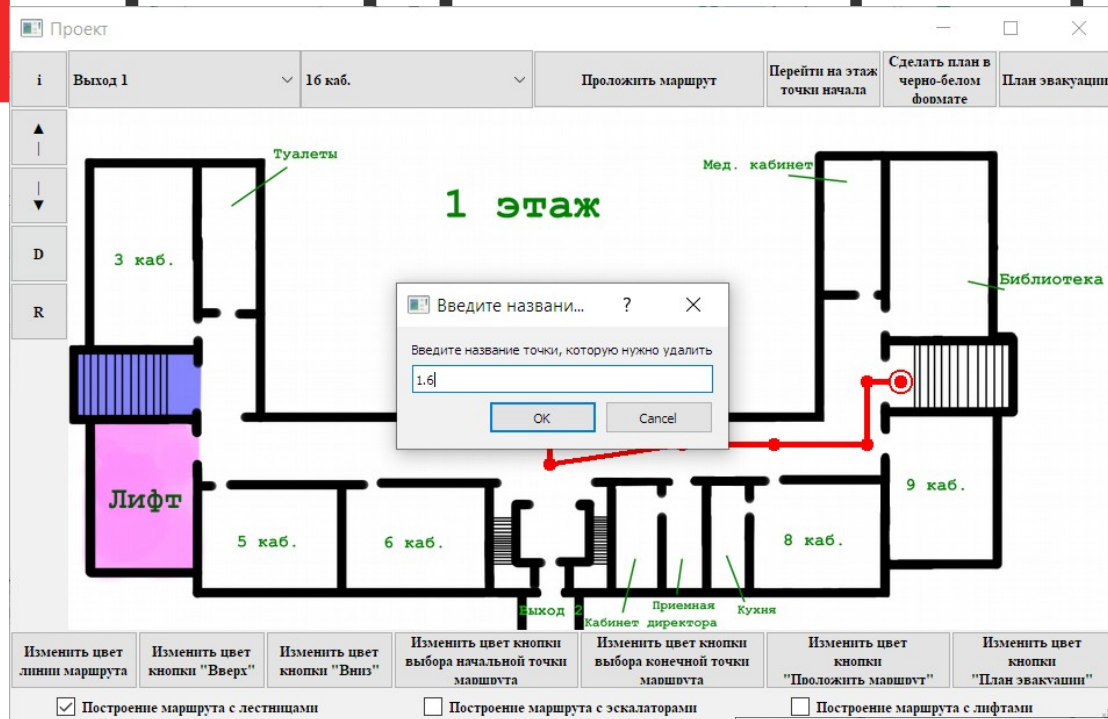 Проект
i
Выход 1
16 каб.
Проложить маршрут
Перейти на этаж
точки начала
Сделать план в
черно-белом
формате
План эвакуации
D
R
Туалеты
Мед. кабинет
1 этаж
3 каб.
Библиотека
Введите названи...
?
Введите название точки, которую нужно удалить
1.6
OK
Cancel
Лифт
9 каб.
5 каб.
6 каб.
8 каб.
Выход 2
Приемная
Кухня
Кабинет директора
Изменить цвет
линии маршрута
Изменить цвет
кнопки "Вверх"
Изменить цвет
кнопки "Вниз"
Изменить цвет кнопки
выбора начальной точки
маршрута
Изменить цвет кнопки
выбора конечной точки
маршрута
Изменить цвет
кнопки
"Проложить маршрут"
Изменить цвет
кнопки
"План эвакуации"
Построение маршрута с лестницами
Построение маршрута с эскалаторами
Построение маршрута с лифтами